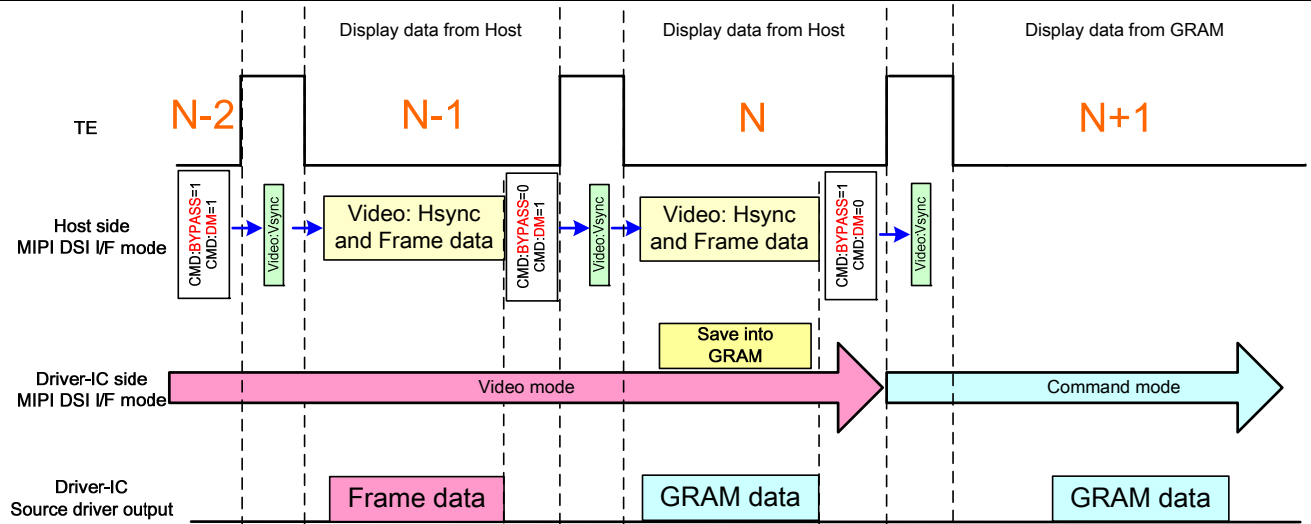 Display data from Host
Display data from Host
Display data from GRAM
TE
N-2
N-1
N
N+1
Host side
MIPI DSI I/F mode
CMD:BYPASS=1
CMD:DM=1
Video:Vsync
Video: Hsync
and Frame data
CMD:BYPASS=0
CMD:DM=1
Video:Vsync
Video: Hsync
and Frame data
CMD:BYPASS=1
CMD:DM=0
Video:Vsync
Save into
GRAM
Driver-IC side
MIPI DSI I/F mode
Video mode
Command mode
Driver-IC
Source driver output
Frame data
GRAM data
GRAM data